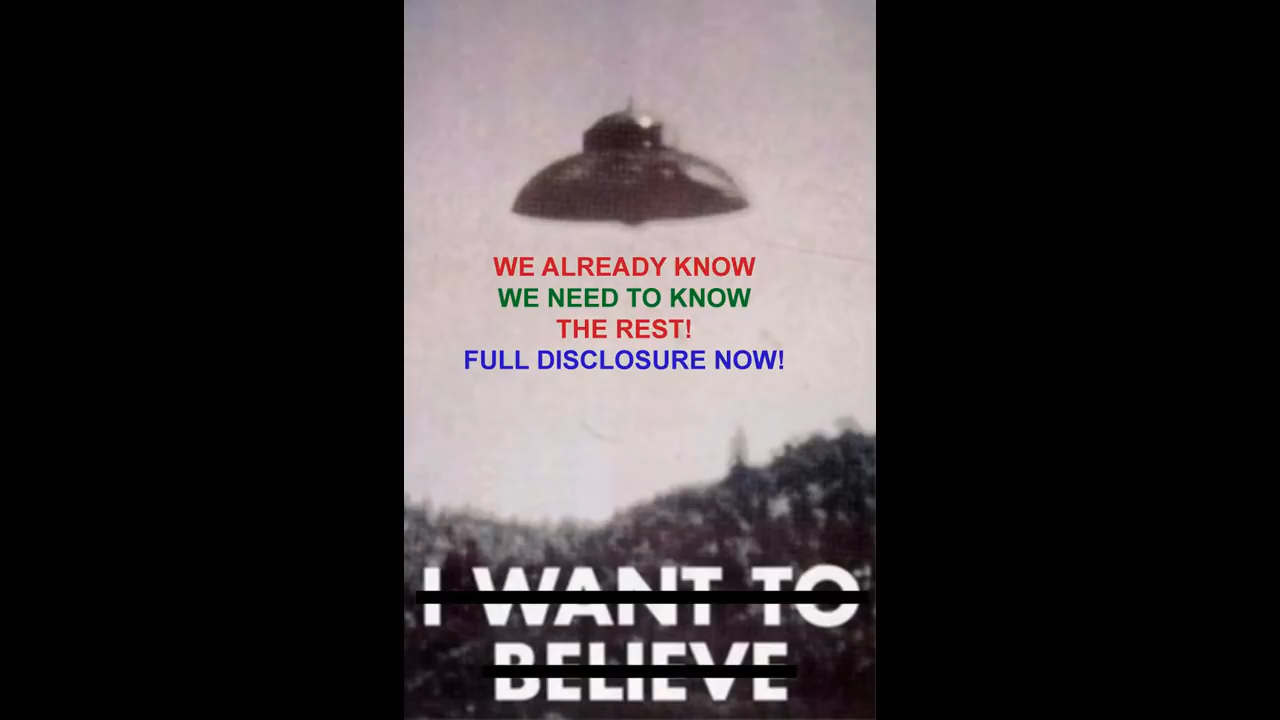 WE ALREADY KNOW
WE NEED TO KNOW
THE REST!
FULL DISCLOSURE NOW!
I WANT TO
BELIEVE